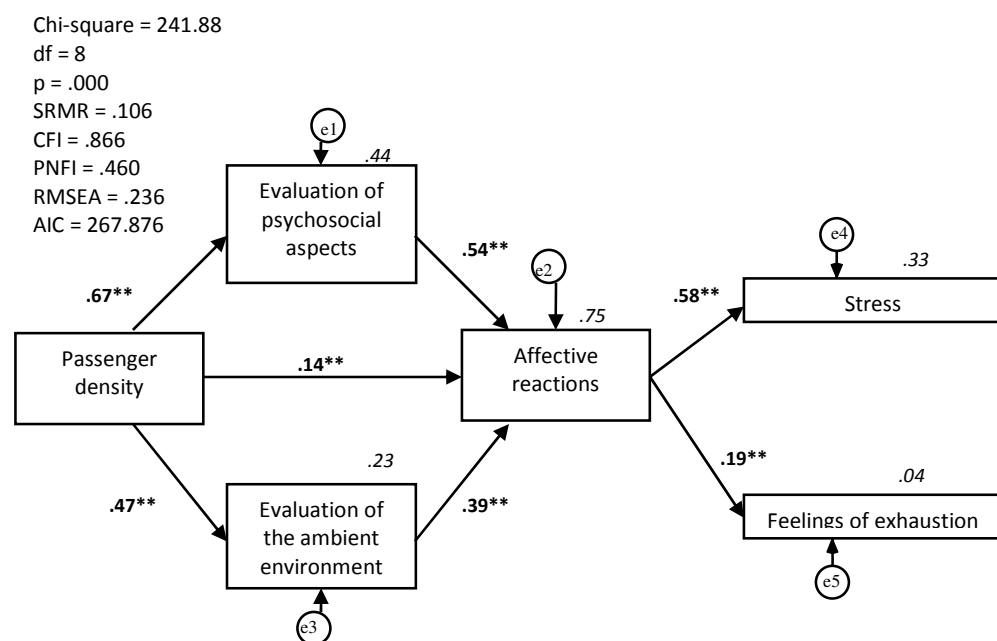 Chi-square = 241.88
df = 8
p = .000
SRMR = .106
CFI = .866
PNFI = .460
RMSEA = .236
AIC = 267.876
e1
.44
Evaluation of
psychosocial
aspects
.67**
.54**
e2
.75
Passenger
density
.14**
Affective
reactions
.47**
.23
Evaluation of
the ambient
environment
e3
.39**
.58**
e4
.33
Stress
.19**
.04
Feelings of exhaustion
e5